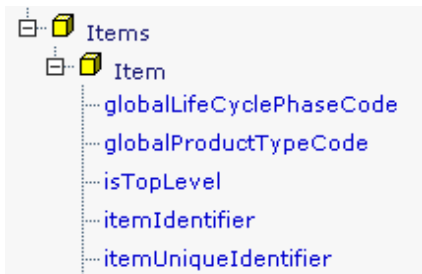 Items
Item
globalLifeCyclePhaseCode
globalProductTypeCode
isTopLevel
itemIdentifier
itemUniqueIdentifier